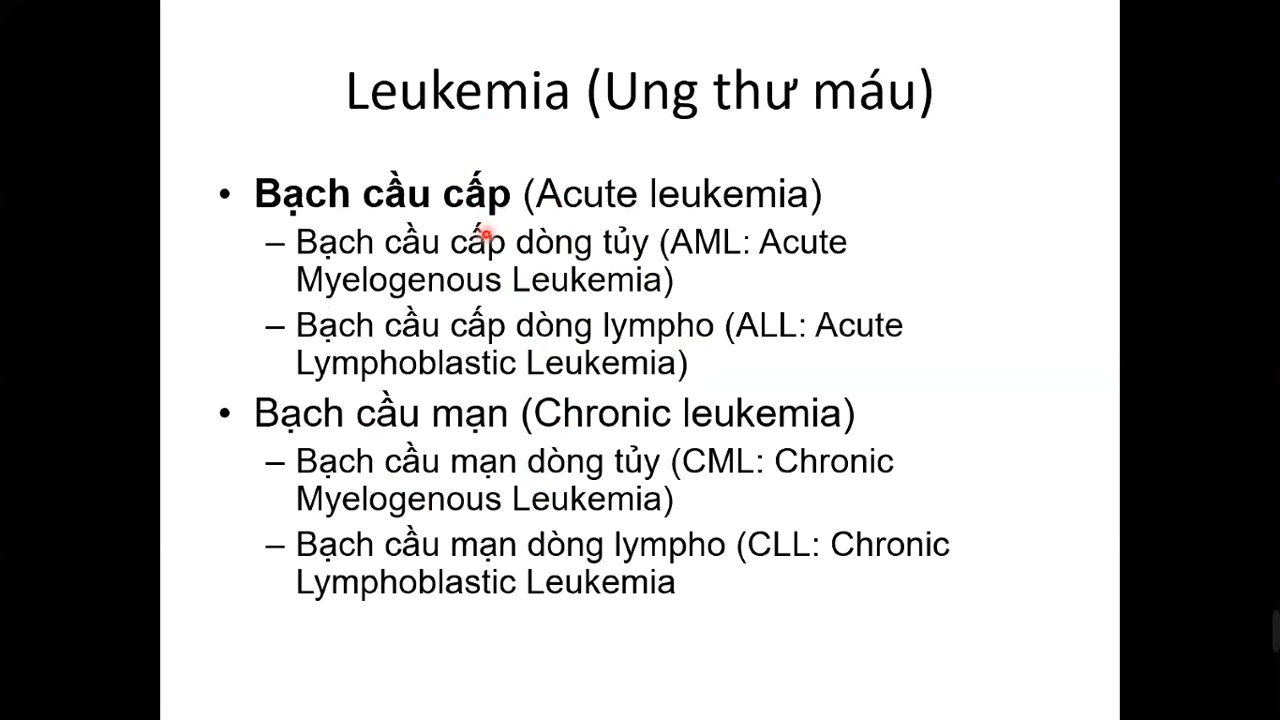 Leukemia (Ung thư máu)
• Bạch cầu cấp (Acute leukemia)
– Bạch cầu cấp dòng tủy (AML: Acute
Myelogenous Leukemia)
– Bạch cầu cấp dòng lympho (ALL: Acute
Lymphoblastic Leukemia)
• Bạch cầu mạn (Chronic leukemia)
– Bạch cầu mạn dòng tủy (CML: Chronic
Myelogenous Leukemia)
– Bạch cầu mạn dòng lympho (CLL: Chronic
Lymphoblastic Leukemia